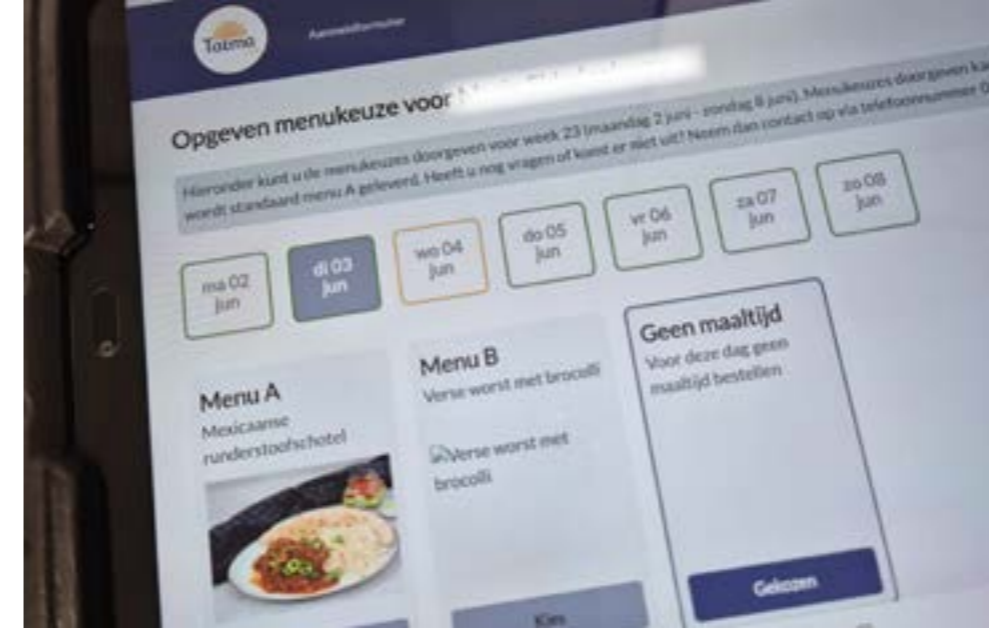 Talma
Aanmeldformulier
Opgeven menukeuze voor
Hieronder kunt u de menukeuzes doorgeven voor week 23 (maandag 2 juni - zondag 8 juni). Menukeuzes doorgeven
wordt standaard menu A geleverd. Heeft u nog vragen of komt er niet uit? Neem dan contact op via telefoonnummer
ma 02
jun
di 03
jun
wo 04
jun
do 05
jun
vr 06
jun
za 07
jun
zo 08
jun
Menu A
Mexicaanse
runderstoofschotel
Menu B
Verse worst met brocolli
Verse worst met
brocolli
Kies
Geen maaltijd
Voor deze dag geen
maaltijd bestellen
Gekozen